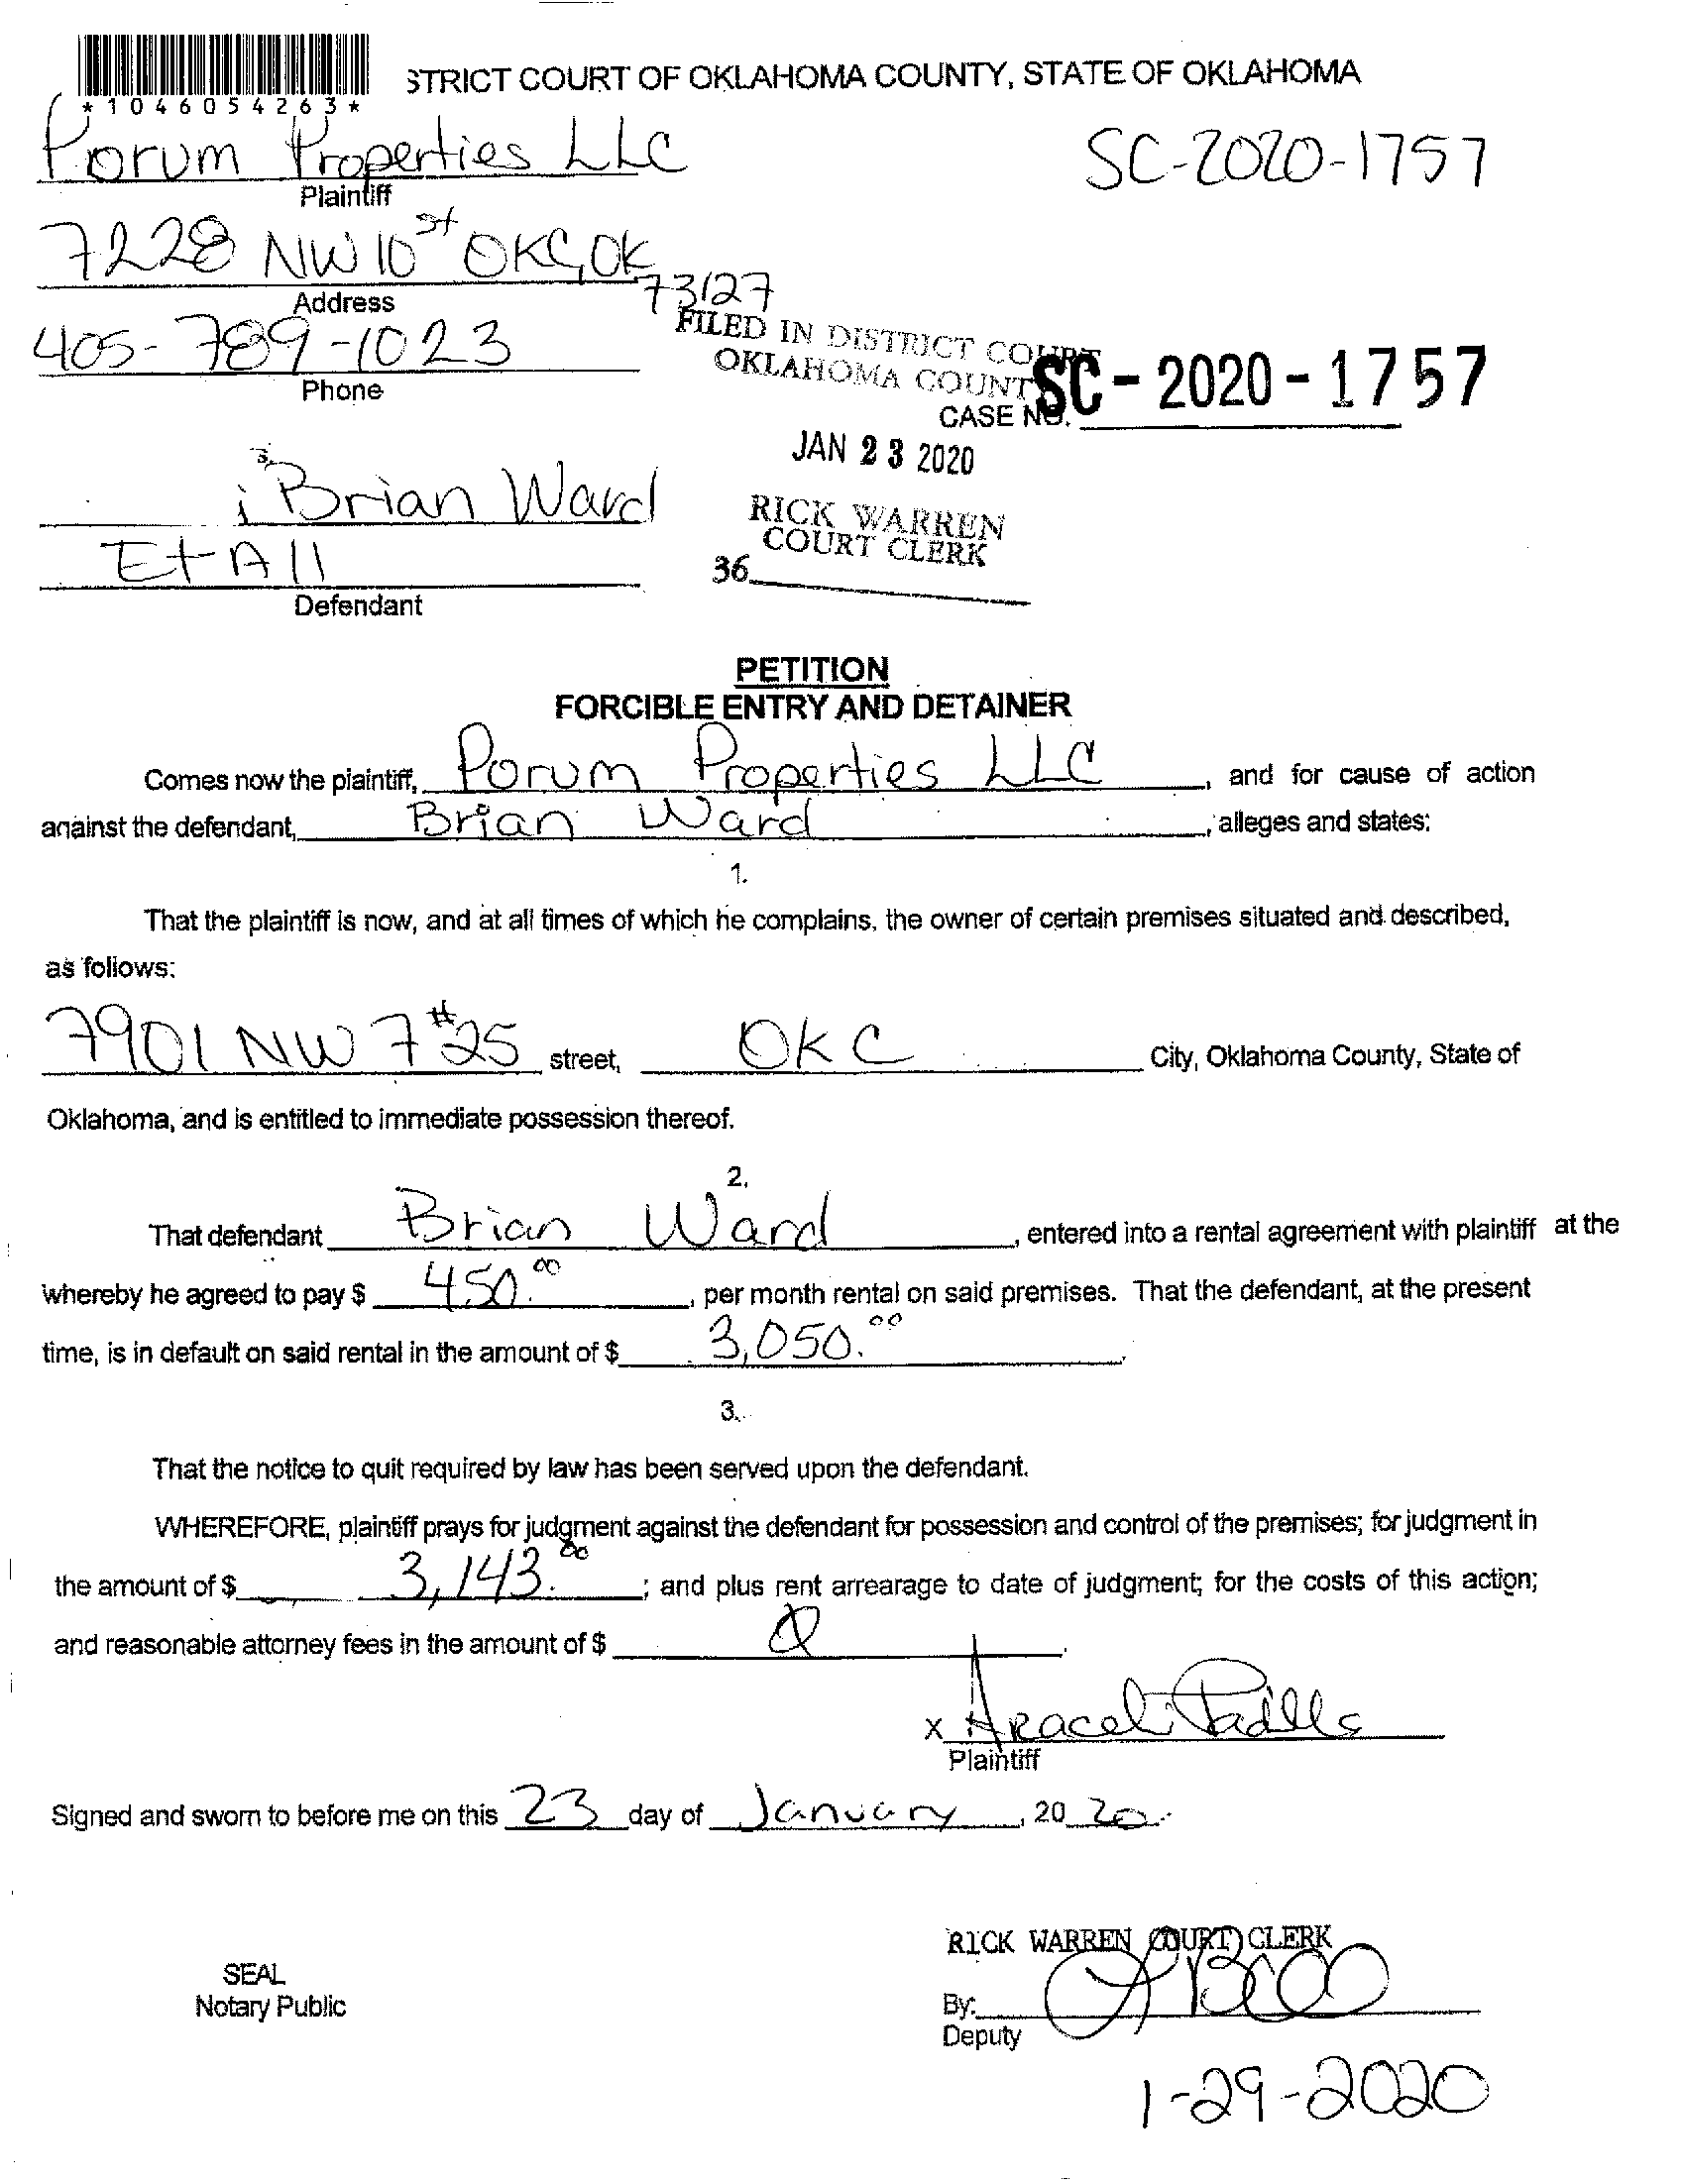 STRICT COURT OF OKLAHOMA COUNTY, STATE OF OKLAHOMA
*1046054263*
Porum Properties LLC
SC-2020-1757
Plaintiff
7228 NW 10 st OKC, OK
73127
Address
405-789-1023
Phone
FILED IN DISTRICT COURT
OKLAHOMA COUNTY
CASE NO. SC-2020-1757
JAN 23 2020
Brian Ward
RICK WARREN
COURT CLERK
Et All
36
Defendant
PETITION
FORCIBLE ENTRY AND DETAINER
Comes now the plaintiff, Porum Properties LLC, and for cause of action
against the defendant, Brian Ward, alleges and states:
1.
That the plaintiff is now, and at all times of which he complains, the owner of certain premises situated and described,
as follows:
7901 NW 7 #25 street, OKC City, Oklahoma County, State of
Oklahoma, and is entitled to immediate possession thereof.
2.
That defendant Brian Ward, entered into a rental agreement with plaintiff at the
whereby he agreed to pay $ 450.00, per month rental on said premises. That the defendant, at the present
time, is in default on said rental in the amount of $ 3,050.00.
3.
That the notice to quit required by law has been served upon the defendant.
WHEREFORE, plaintiff prays for judgment against the defendant for possession and control of the premises; for judgment in
the amount of $ 3,143.00; and plus rent arrearage to date of judgment; for the costs of this action;
and reasonable attorney fees in the amount of $ 0.
x Araceli Padilla
Plaintiff
Signed and sworn to before me on this 23 day of January, 20 20.
RICK WARREN COURT CLERK
SEAL
Notary Public
By:
Deputy
1-29-2020